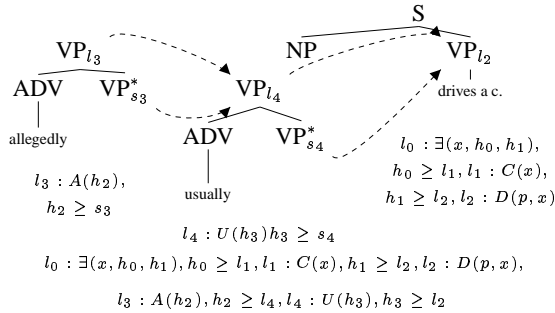 S
NP VP_{l_2}
drives a c.
VP_{l_3}
ADV VP^*_{s_3}
allegedly
VP_{l_4}
ADV VP^*_{s_4}
usually
l_3 : A(h_2),
h_2 ≥ s_3
l_0 : ∃(x, h_0, h_1),
h_0 ≥ l_1, l_1 : C(x),
h_1 ≥ l_2, l_2 : D(p, x)
l_4 : U(h_3)h_3 ≥ s_4
l_0 : ∃(x, h_0, h_1), h_0 ≥ l_1, l_1 : C(x), h_1 ≥ l_2, l_2 : D(p, x),
l_3 : A(h_2), h_2 ≥ l_4, l_4 : U(h_3), h_3 ≥ l_2